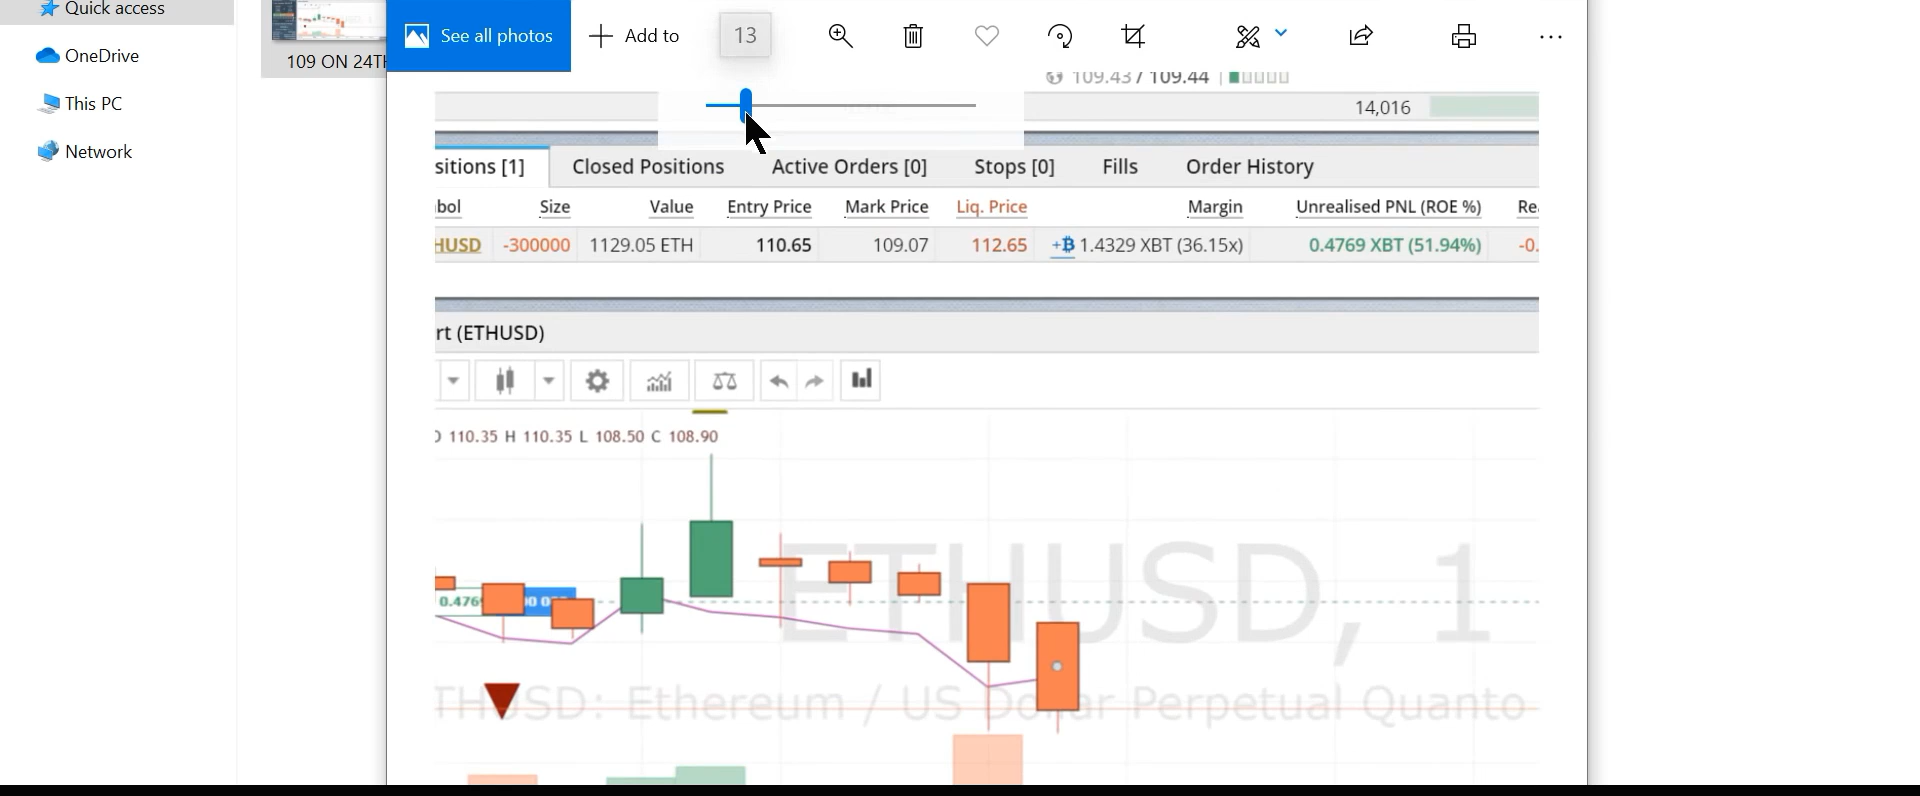 Quick access
OneDrive
This PC
Network
109 ON 24TH
See all photos
Add to
13
109.43 / 109.44
14,016
sitions [1] Closed Positions Active Orders [0] Stops [0] Fills Order History
bol Size Value Entry Price Mark Price Liq. Price Margin Unrealised PNL (ROE %) Re
HUSD -300000 1129.05 ETH 110.65 109.07 112.65 1.4329 XBT (36.15x) 0.4769 XBT (51.94%) -0.
rt (ETHUSD)
O 110.35 H 110.35 L 108.50 C 108.90
ETHUSD, 1
0.476
THUSD: Ethereum / US Dollar Perpetual Quanto